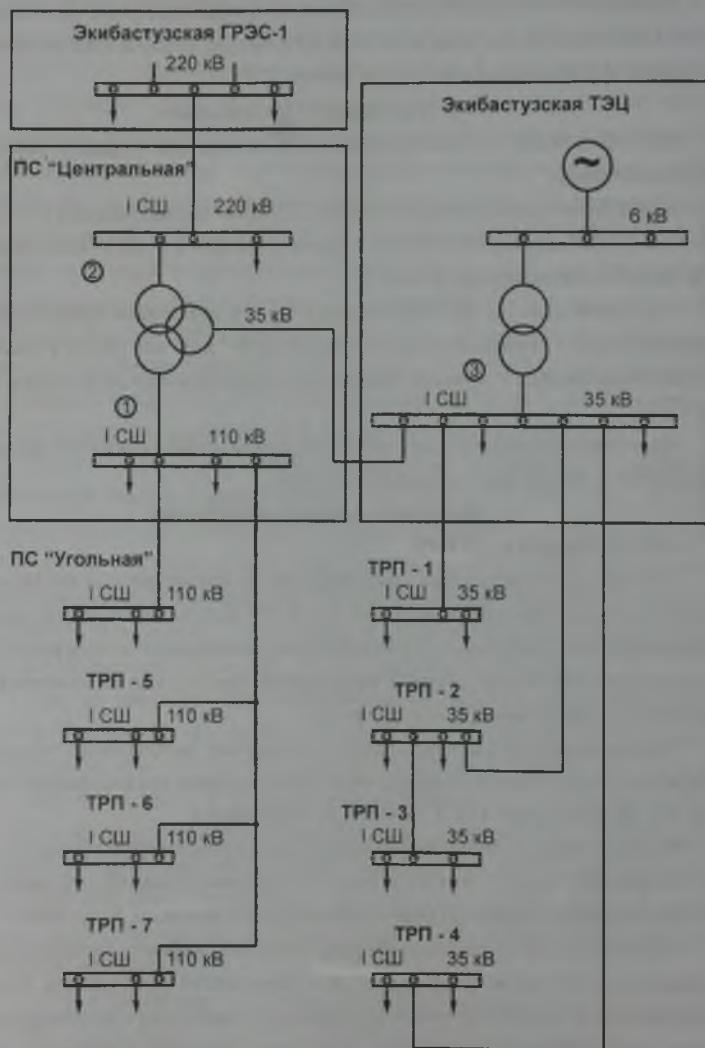 Экибастузская ГРЭС-1
220 кВ
Экибастузская ТЭЦ
6 кВ
ПС “Центральная”
I СШ 220 кВ
2
35 кВ
3
I СШ 35 кВ
1
I СШ 110 кВ
ПС “Угольная”
I СШ 110 кВ
ТРП - 5
I СШ 110 кВ
ТРП - 6
I СШ 110 кВ
ТРП - 7
I СШ 110 кВ
ТРП - 1
I СШ 35 кВ
ТРП - 2
I СШ 35 кВ
ТРП - 3
I СШ 35 кВ
ТРП - 4
I СШ 35 кВ